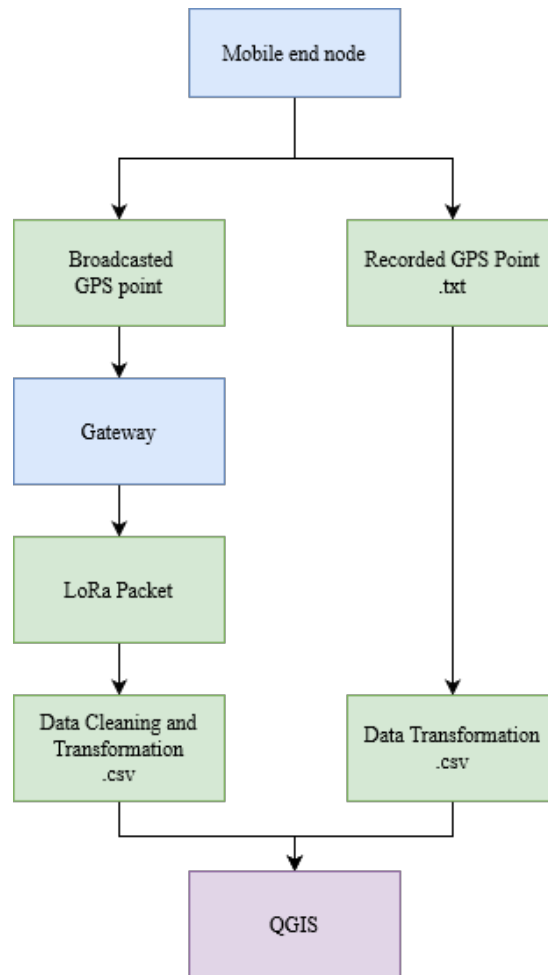 Mobile end node
Broadcasted
GPS point
Recorded GPS Point
.txt
Gateway
LoRa Packet
Data Cleaning and
Transformation
.csv
Data Transformation
.csv
QGIS